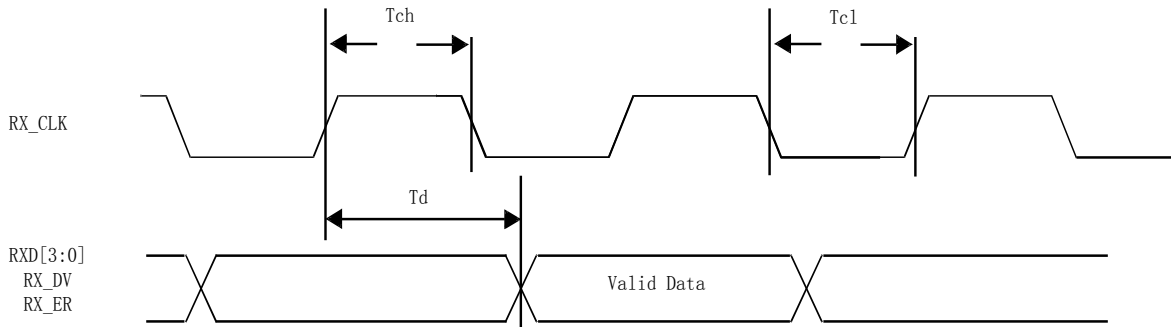 Tch
Tcl
RX_CLK
Td
RXD[3:0]
RX_DV
Valid Data
RX_ER